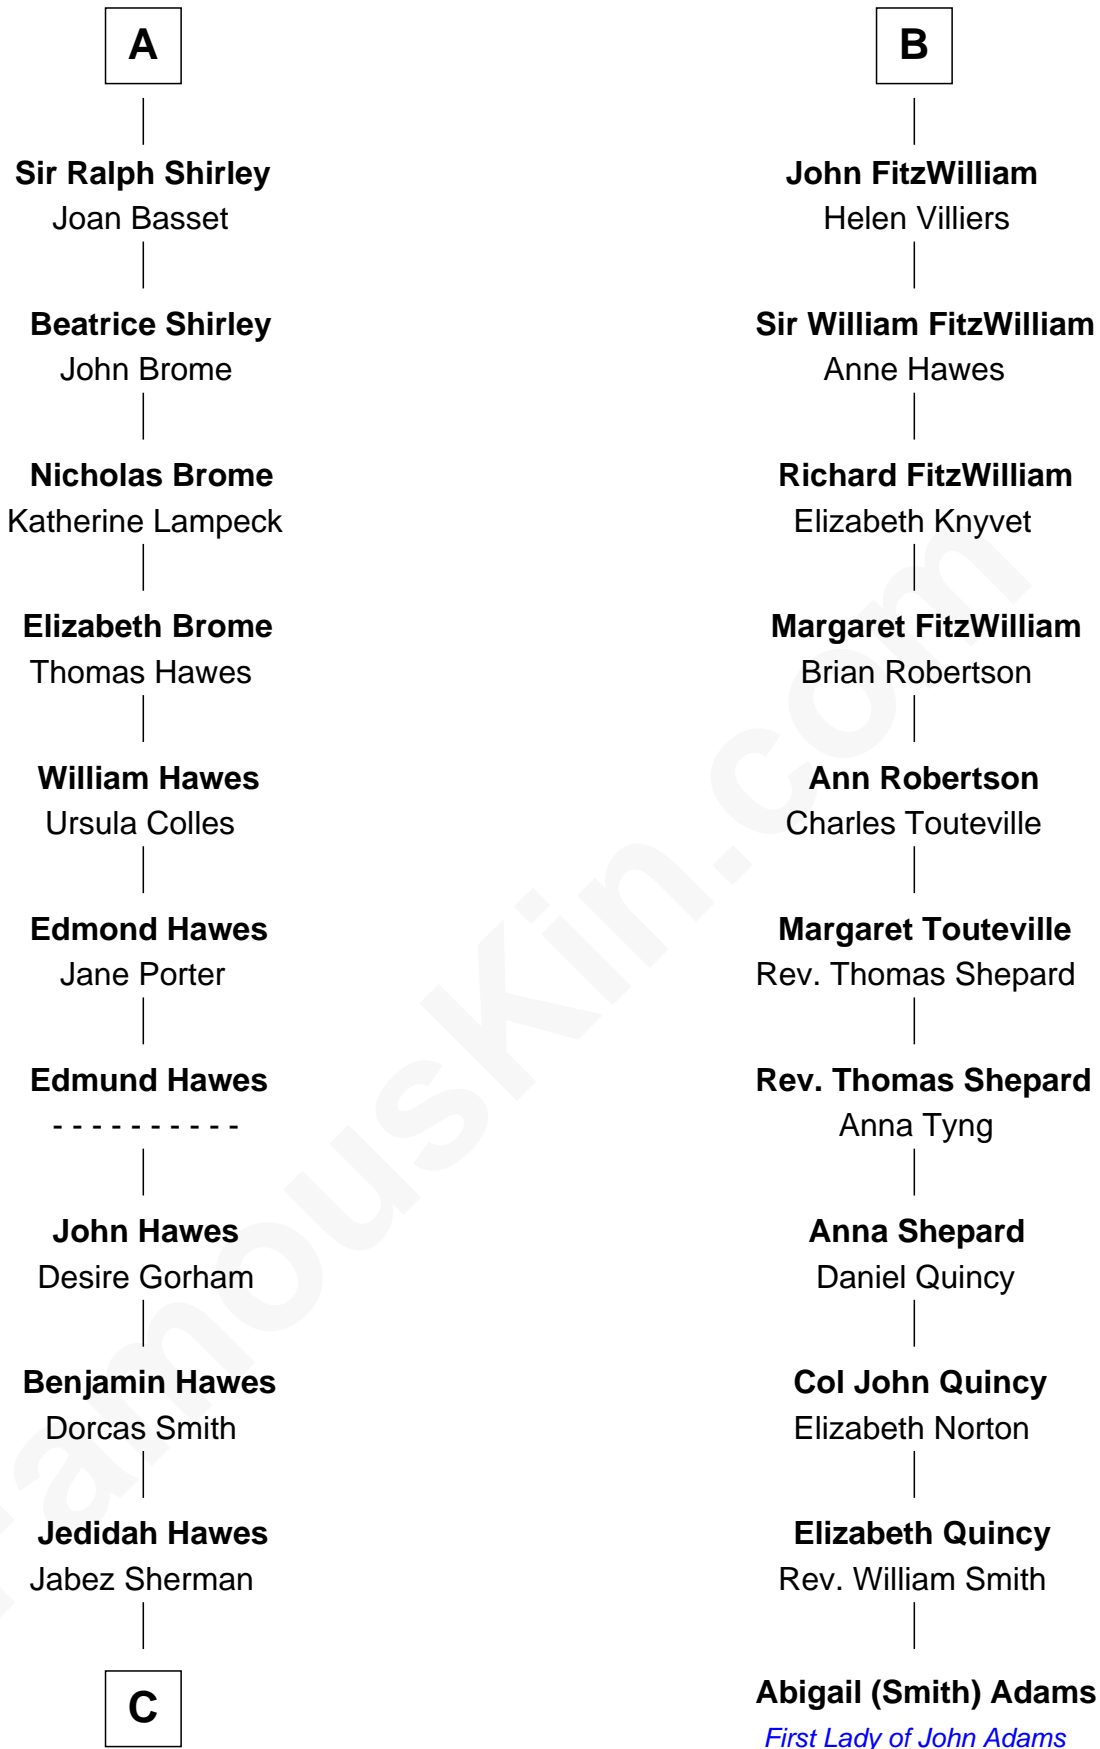 A
Sir Ralph Shirley
Joan Basset
Beatrice Shirley
John Brome
Nicholas Brome
Katherine Lampeck
Elizabeth Brome
Thomas Hawes
William Hawes
Ursula Colles
Edmond Hawes
Jane Porter
Edmund Hawes
- - - - - - - - - -
John Hawes
Desire Gorham
Benjamin Hawes
Dorcas Smith
Jedidah Hawes
Jabez Sherman
C
B
John FitzWilliam
Helen Villiers
Sir William FitzWilliam
Anne Hawes
Richard FitzWilliam
Elizabeth Knyvet
Margaret FitzWilliam
Brian Robertson
Ann Robertson
Charles Touteville
Margaret Touteville
Rev. Thomas Shepard
Rev. Thomas Shepard
Anna Tyng
Anna Shepard
Daniel Quincy
Col John Quincy
Elizabeth Norton
Elizabeth Quincy
Rev. William Smith
Abigail (Smith) Adams
First Lady of John Adams
FamousKin.com